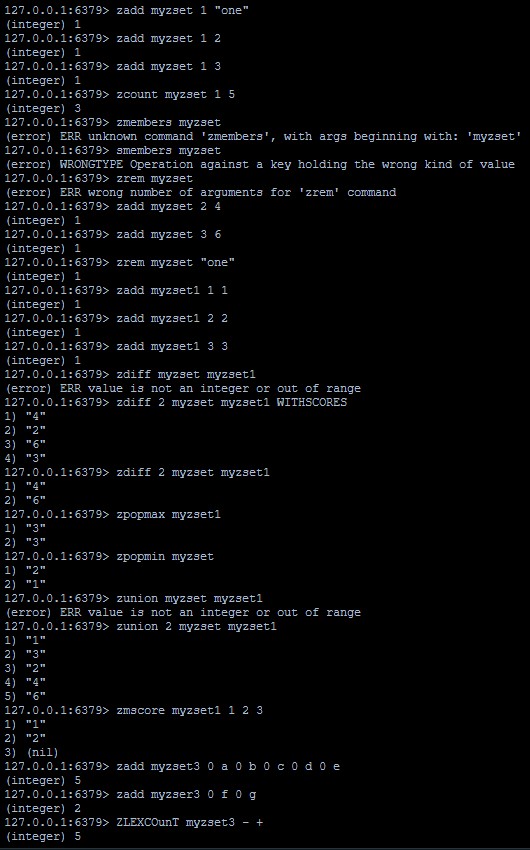 127.0.0.1:6379> zadd myzset 1 "one"
(integer) 1
127.0.0.1:6379> zadd myzset 1 2
(integer) 1
127.0.0.1:6379> zadd myzset 1 3
(integer) 1
127.0.0.1:6379> zcount myzset 1 5
(integer) 3
127.0.0.1:6379> zmembers myzset
(error) ERR unknown command 'zmembers', with args beginning with: 'myzset'
127.0.0.1:6379> smembers myzset
(error) WRONGTYPE Operation against a key holding the wrong kind of value
127.0.0.1:6379> zrem myzset
(error) ERR wrong number of arguments for 'zrem' command
127.0.0.1:6379> zadd myzset 2 4
(integer) 1
127.0.0.1:6379> zadd myzset 3 6
(integer) 1
127.0.0.1:6379> zrem myzset "one"
(integer) 1
127.0.0.1:6379> zadd myzset1 1 1
(integer) 1
127.0.0.1:6379> zadd myzset1 2 2
(integer) 1
127.0.0.1:6379> zadd myzset1 3 3
(integer) 1
127.0.0.1:6379> zdiff myzset myzset1
(error) ERR value is not an integer or out of range
127.0.0.1:6379> zdiff 2 myzset myzset1 WITHSCORES
1) "4"
2) "2"
3) "6"
4) "3"
127.0.0.1:6379> zdiff 2 myzset myzset1
1) "4"
2) "6"
127.0.0.1:6379> zpopmax myzset1
1) "3"
2) "3"
127.0.0.1:6379> zpopmin myzset
1) "2"
2) "1"
127.0.0.1:6379> zunion myzset myzset1
(error) ERR value is not an integer or out of range
127.0.0.1:6379> zunion 2 myzset myzset1
1) "1"
2) "3"
3) "2"
4) "4"
5) "6"
127.0.0.1:6379> zmscore myzset1 1 2 3
1) "1"
2) "2"
3) (nil)
127.0.0.1:6379> zadd myzset3 0 a 0 b 0 c 0 d 0 e
(integer) 5
127.0.0.1:6379> zadd myzser3 0 f 0 g
(integer) 2
127.0.0.1:6379> ZLEXCOunT myzset3 - +
(integer) 5